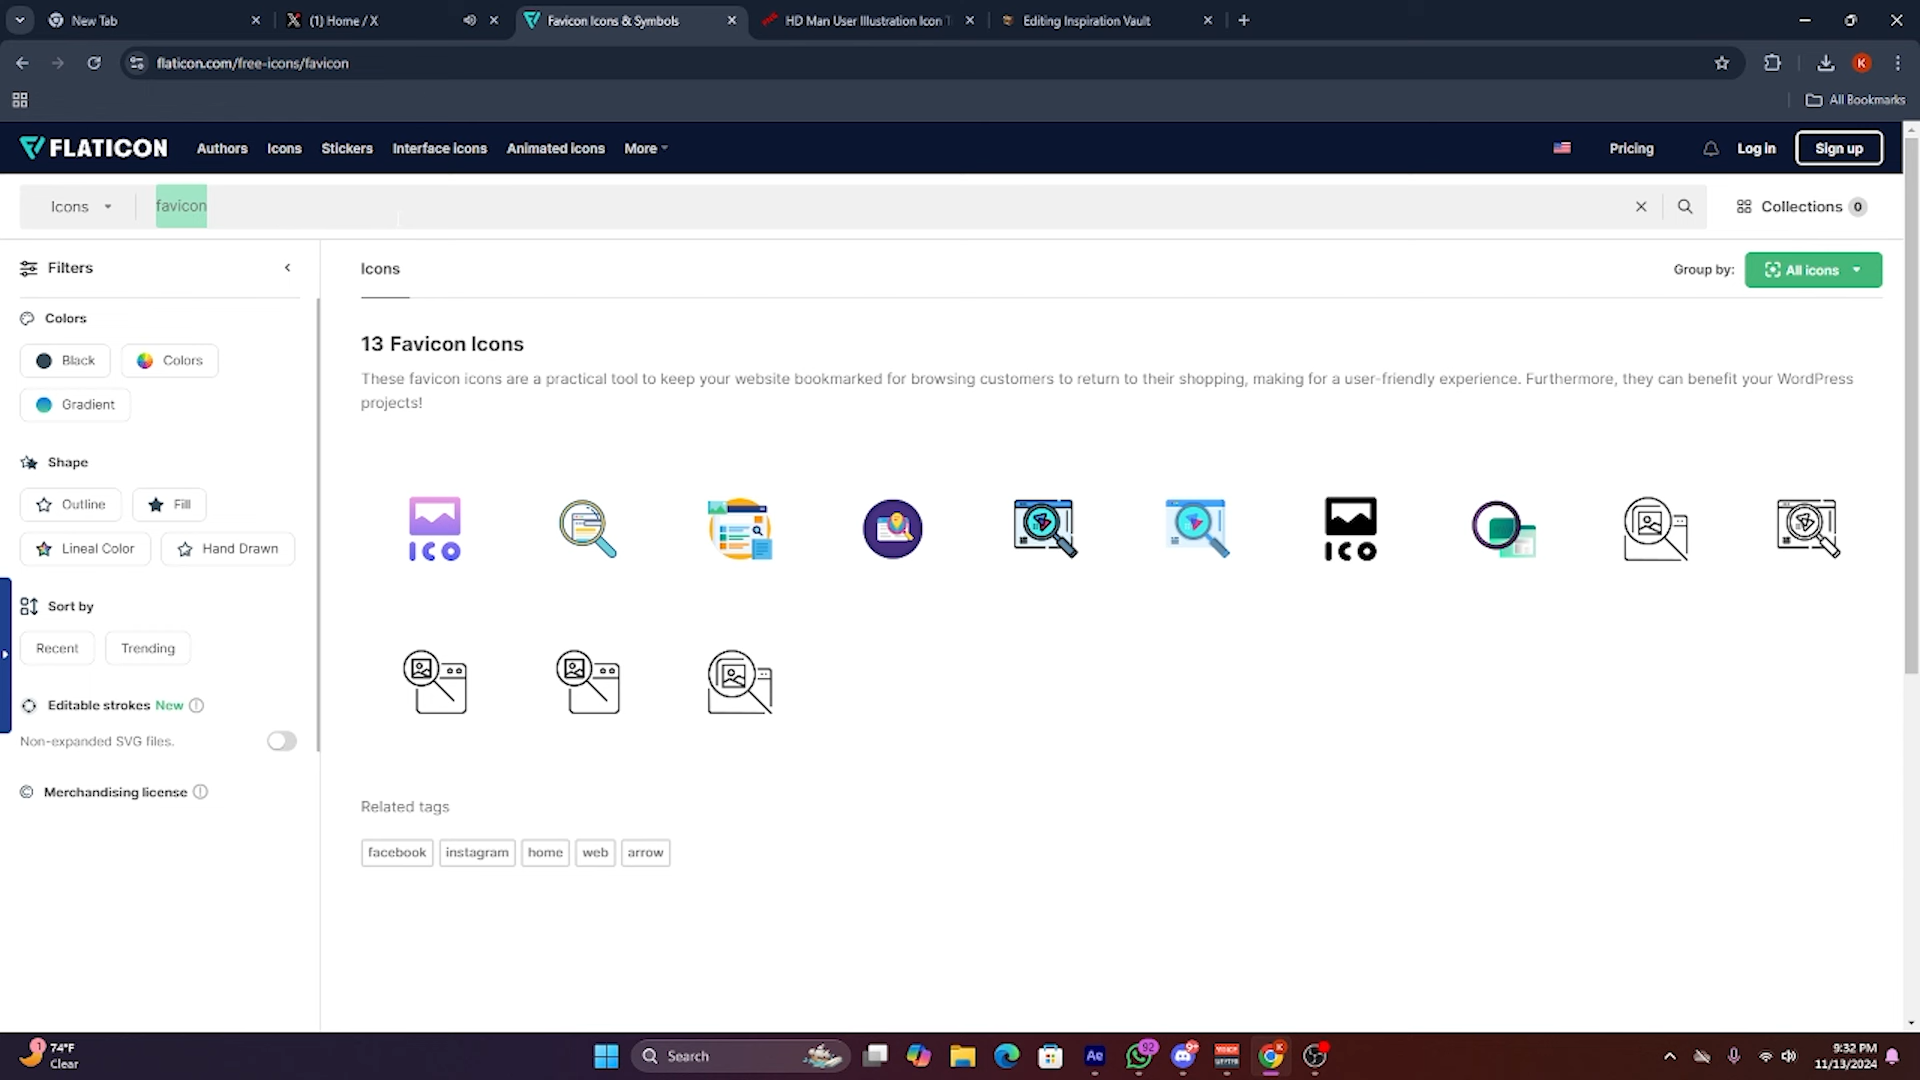 New Tab
(1) Home / X
Favicon Icons & Symbols
HD Man User Illustration Icon T
Editing Inspiration Vault
flaticon.com/free-icons/favicon
K
All Bookmarks
FLATICON
Authors
Icons
Stickers
Interface icons
Animated icons
More
Pricing
Log in
Sign up
Icons
favicon
Collections 0
Filters
Icons
Group by:
All icons
Colors
13 Favicon Icons
Black
Colors
These favicon icons are a practical tool to keep your website bookmarked for browsing customers to return to their shopping, making for a user-friendly experience. Furthermore, they can benefit your WordPress
projects!
Gradient
Shape
Outline
Fill
ICO
ICO
Lineal Color
Hand Drawn
Sort by
Recent
Trending
Editable strokes New
Non-expanded SVG files.
Merchandising license
Related tags
facebook
instagram
home
web
arrow
1
74°F
Clear
Search
Ae
92
9+
K
9:32 PM
11/13/2024